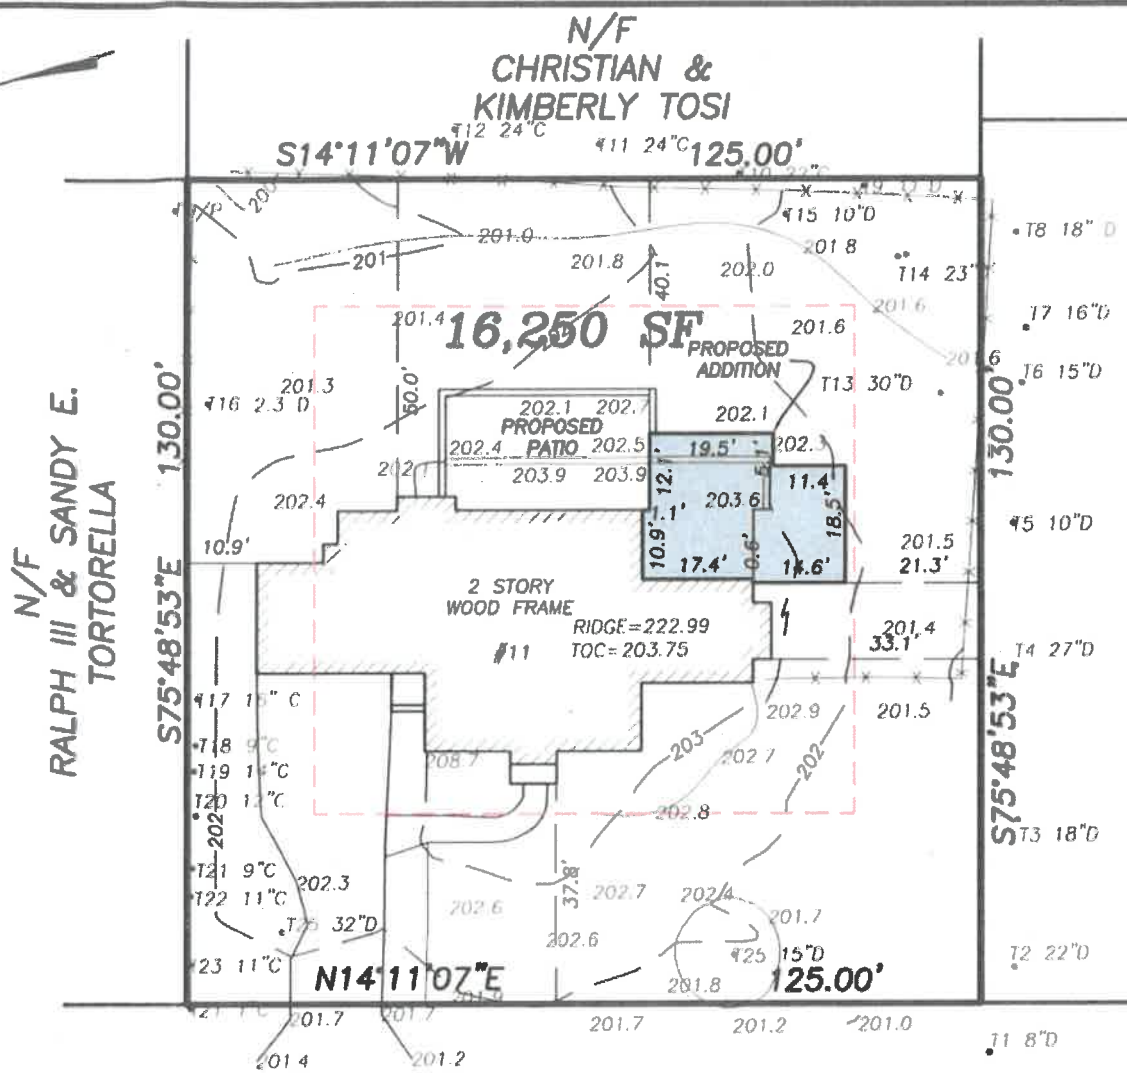 N/F
CHRISTIAN &
KIMBERLY TOSI
T12 24"C
T11 24"C
S14°11'07"W
125.00'
T15 10"D
T8 18" D
201.0
201
201.8
202.0
201.8
T14 23"
40.1
201.6
T7 16"D
201.4
16,250 SF
201.6
PROPOSED
ADDITION
201.6
T6 15"D
T13 30"D
201.3
T16 2.3 D
50.0'
202.1
202.7
202.1
PROPOSED
PATIO
202.4
202.5
203.9
203.9
19.5'
202.3
12.1'
5.1'
11.4'
203.6
18.5'
202.4
10.9'
10.9'
1.1'
17.4'
0.6'
T5 10"D
201.5
21.3'
130.00'
S75°48'53"E
130.00'
S75°48'53"E
N/F
RALPH III & SANDY E.
TORTORELLA
2 STORY
WOOD FRAME
RIDGE=222.99
TOC=203.75
#11
201.4
33.1'
T4 27"D
T17 15" C
202.9
201.5
T18 9"C
203
202.7
202
T19 14"C
T20 12"C
202
202.8
T3 18"D
T21 9"C
T22 11"C
202.3
37.8'
202.7
202.4
202.6
201.7
32"D
202.6
T25 15"D
T2 22"D
T23 11"C
N14°11'07"E
201.8
125.00'
201.9
201.7
201.7
201.7
201.2
201.0
201.4
201.2
T1 8"D